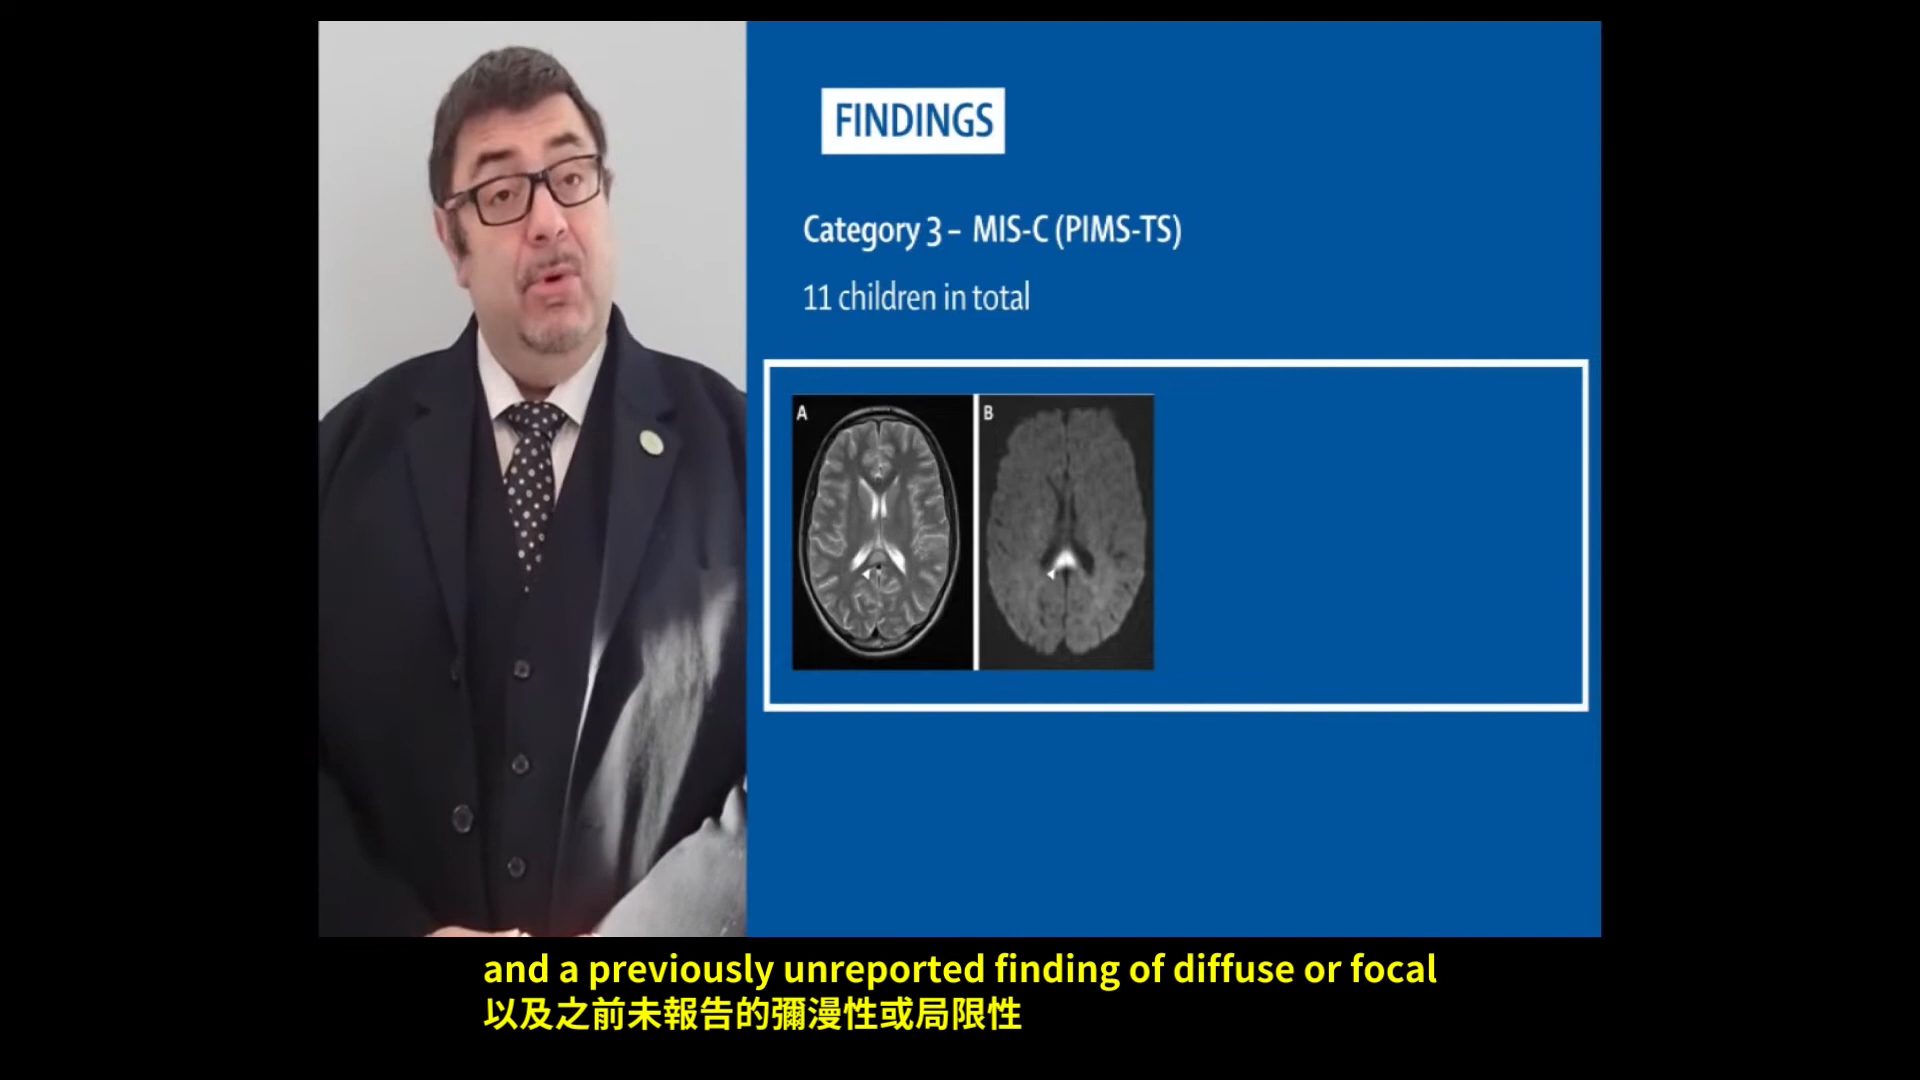 FINDINGS
Category 3 - MIS-C (PIMS-TS)
11 children in total
A
B
and a previously unreported finding of diffuse or focal
以及之前未報告的彌漫性或局限性